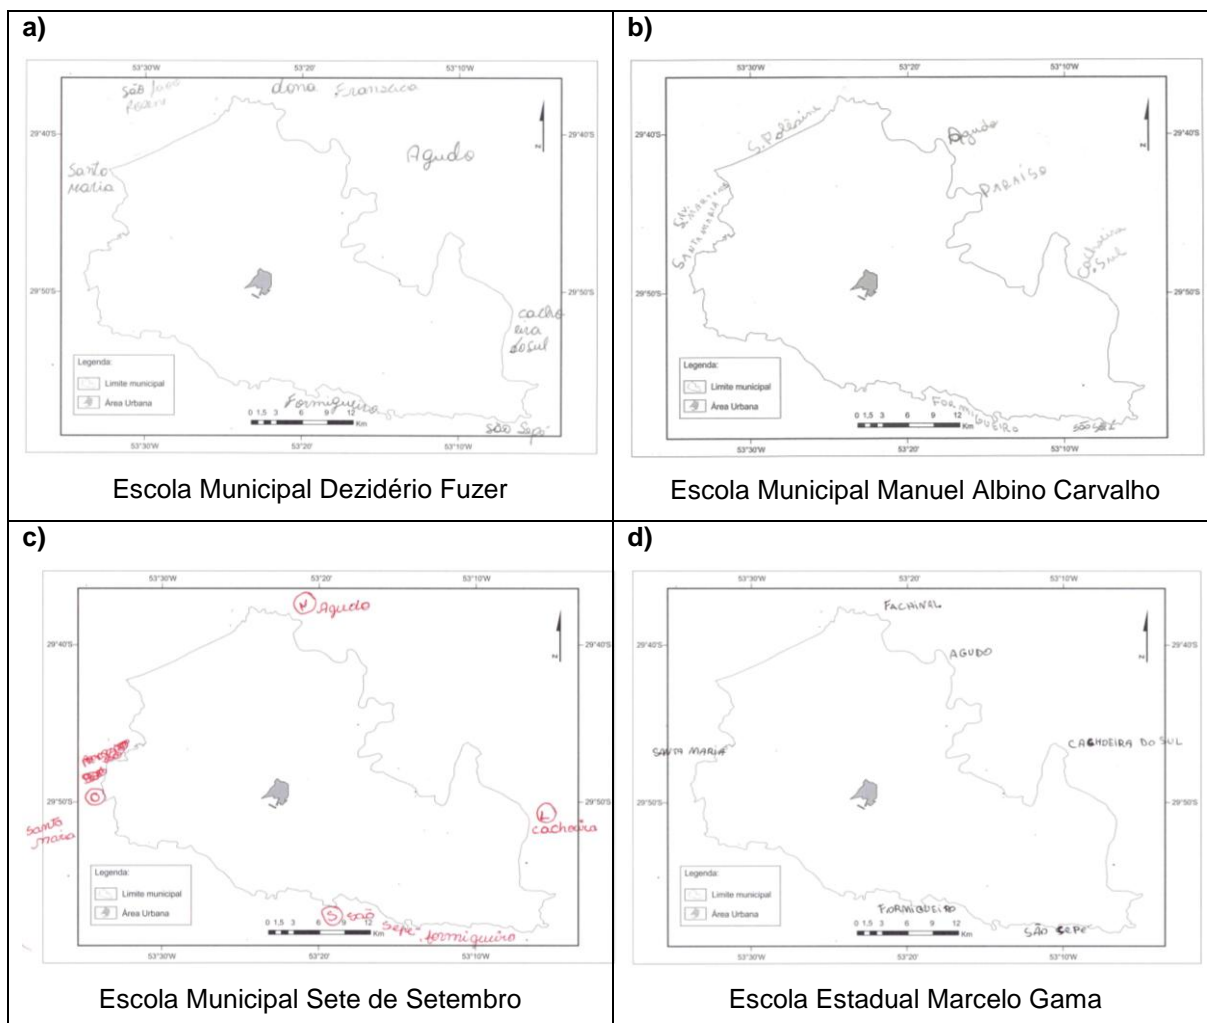 a)
53°30'W 53°20'W 53°10'W
São João
dona Francisca
29°40'S 29°40'S
Agudo
N
Santa
maria
29°50'S 29°50'S
cacho
eira
do Sul
Legenda:
Limite municipal
Área Urbana
Formigueiro
0 1,5 3 6 9 12
Km
São Sepé
53°30'W 53°20'W 53°10'W
Escola Municipal Dezidério Fuzer
b)
53°30'W 53°20'W 53°10'W
S. Polêsine
Agudo
29°40'S 29°40'S
N
PARAÍSO
SANTA MARIA
Cachoeira
do Sul
29°50'S 29°50'S
Legenda:
Limite municipal
Área Urbana
FORMIGUEIRO
0 1,5 3 6 9 12
Km
53°30'W 53°20'W 53°10'W
Escola Municipal Manuel Albino Carvalho
c)
53°30'W 53°20'W 53°10'W
N Agudo
29°40'S 29°40'S
N
O
29°50'S 29°50'S
L
cachoeira
Santa
maria
Legenda:
Limite municipal
Área Urbana
S são
sepé formigueiro
0 1,5 3 6 9 12
Km
53°30'W 53°20'W 53°10'W
Escola Municipal Sete de Setembro
d)
53°30'W 53°20'W 53°10'W
FACHINAL
29°40'S 29°40'S
AGUDO
N
SANTA MARIA
CACHOEIRA DO SUL
29°50'S 29°50'S
Legenda:
Limite municipal
Área Urbana
FORMIGUEIRO
0 1,5 3 6 9 12
Km
SÃO SEPÉ
53°30'W 53°20'W 53°10'W
Escola Estadual Marcelo Gama